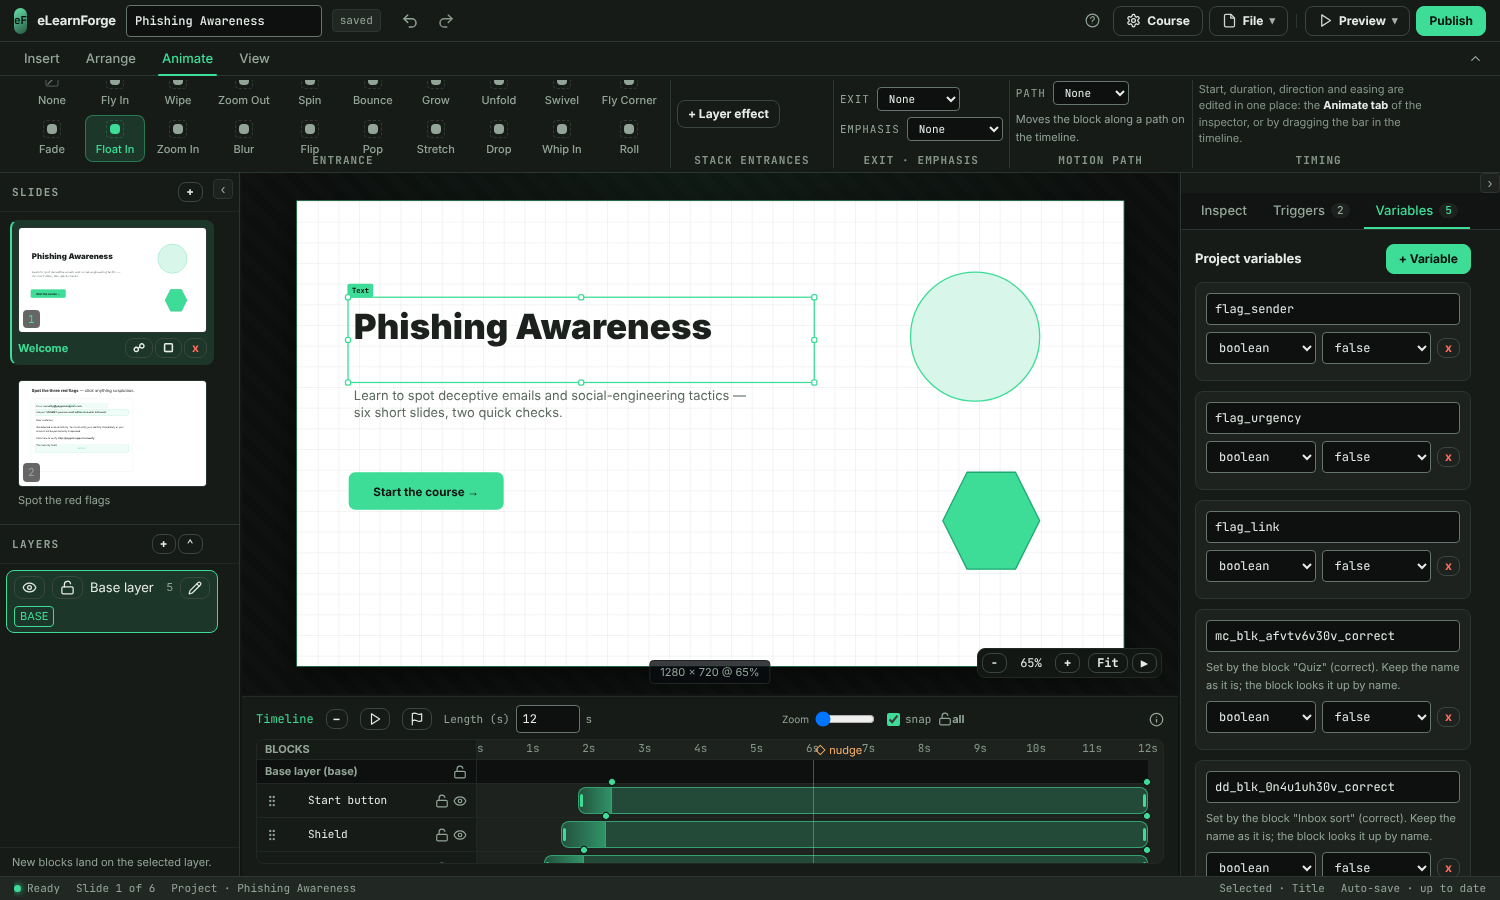 eF eLearnForge Phishing Awareness saved Course File ▾ Preview ▾ Publish
Insert Arrange Animate View
None Fly In Wipe Zoom Out Spin Bounce Grow Unfold Swivel Fly Corner
Fade Float In Zoom In Blur Flip Pop Stretch Drop Whip In Roll
ENTRANCE
+ Layer effect
STACK ENTRANCES
EXIT None
EMPHASIS None
EXIT · EMPHASIS
PATH None
Moves the block along a path on
the timeline.
MOTION PATH
Start, duration, direction and easing are
edited in one place: the Animate tab of the
inspector, or by dragging the bar in the
timeline.
TIMING
SLIDES +
Phishing Awareness
1
Welcome x
Spot the three red flags — click anything suspicious.
2
Spot the red flags
LAYERS + ^
Base layer 5
BASE
New blocks land on the selected layer.
Text
Phishing Awareness
Learn to spot deceptive emails and social-engineering tactics —
six short slides, two quick checks.
Start the course →
1280 × 720 @ 65%
- 65% + Fit ▶
Timeline − Length (s) 12 s Zoom snap all
BLOCKS s 1s 2s 3s 4s 5s 6s nudge 7s 8s 9s 10s 11s 12s
Base layer (base)
Start button
Shield
Inspect Triggers 2 Variables 5
Project variables + Variable
flag_sender
boolean false x
flag_urgency
boolean false x
flag_link
boolean false x
mc_blk_afvtv6v30v_correct
Set by the block "Quiz" (correct). Keep the name
as it is; the block looks it up by name.
boolean false x
dd_blk_0n4u1uh30v_correct
Set by the block "Inbox sort" (correct). Keep the
name as it is; the block looks it up by name.
boolean false x
Ready Slide 1 of 6 Project · Phishing Awareness Selected · Title Auto-save · up to date